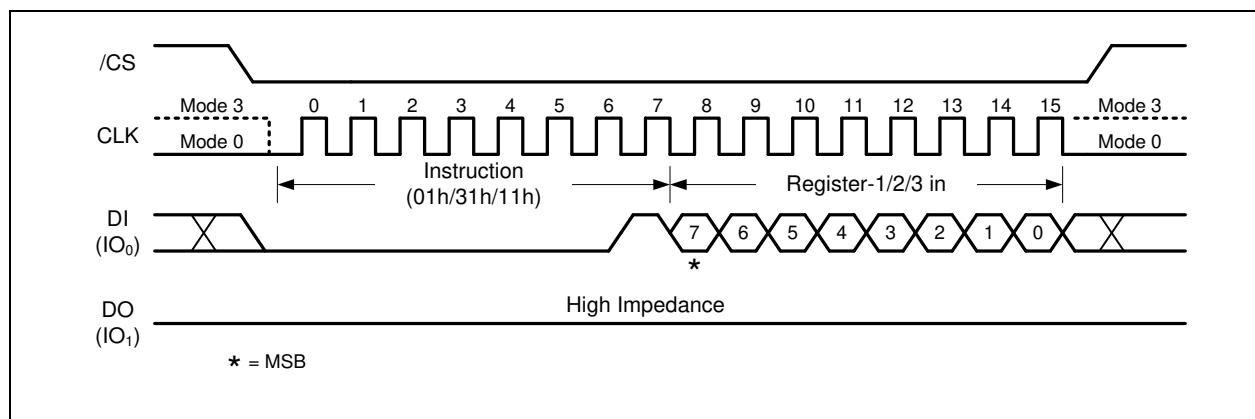 /CS
Mode 3 0 1 2 3 4 5 6 7 8 9 10 11 12 13 14 15 Mode 3
CLK
Mode 0 Mode 0
Instruction
(01h/31h/11h)
Register-1/2/3 in
DI
(IO₀)
7 6 5 4 3 2 1 0
*
High Impedance
DO
(IO₁)
* = MSB